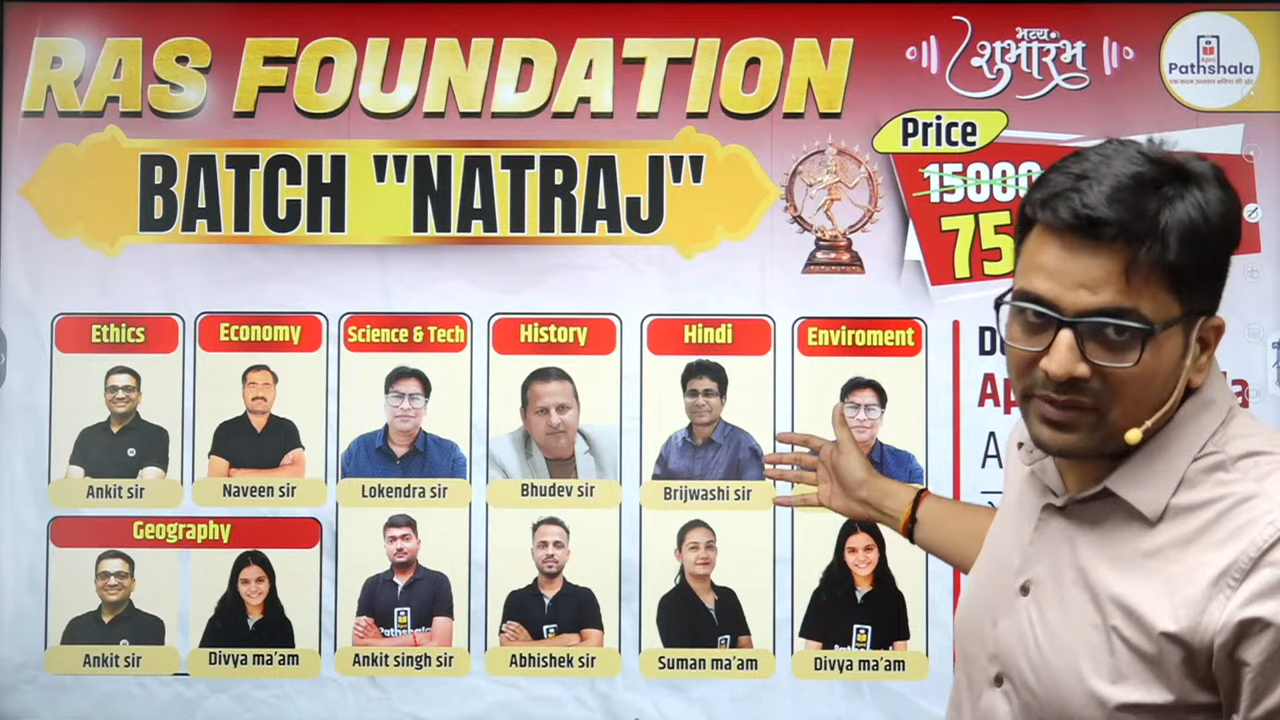 RAS FOUNDATION
भव्य
शुभारंभ
Apni
Pathshala
BATCH "NATRAJ"
Price
15000
75
Ethics
Economy
Science & Tech
History
Hindi
Enviroment
Ankit sir
Naveen sir
Lokendra sir
Bhudev sir
Brijwashi sir
Geography
Ankit sir
Divya ma'am
Pathshala
Ankit singh sir
Abhishek sir
Suman ma'am
Divya ma'am